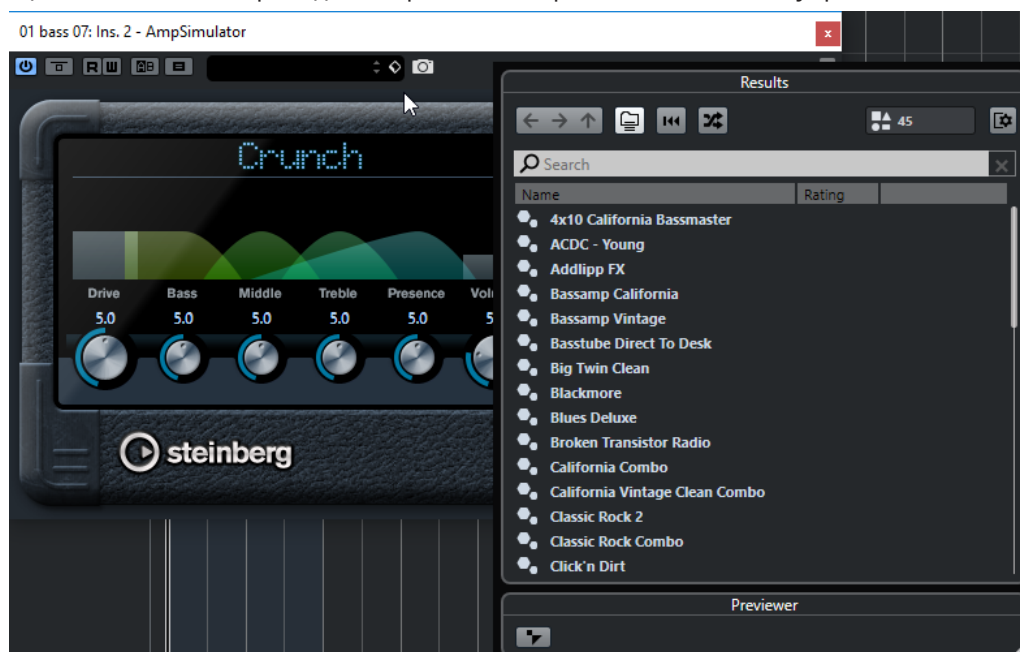 01 bass 07: Ins. 2 - AmpSimulator
x
R W AB
Results
45
Search
Name Rating
Crunch
4x10 California Bassmaster
ACDC - Young
Addlipp FX
Bassamp California
Bassamp Vintage
Basstube Direct To Desk
Big Twin Clean
Blackmore
Blues Deluxe
Broken Transistor Radio
California Combo
California Vintage Clean Combo
Classic Rock 2
Classic Rock Combo
Click'n Dirt
Drive Bass Middle Treble Presence
5.0 5.0 5.0 5.0 5.0
steinberg
Previewer